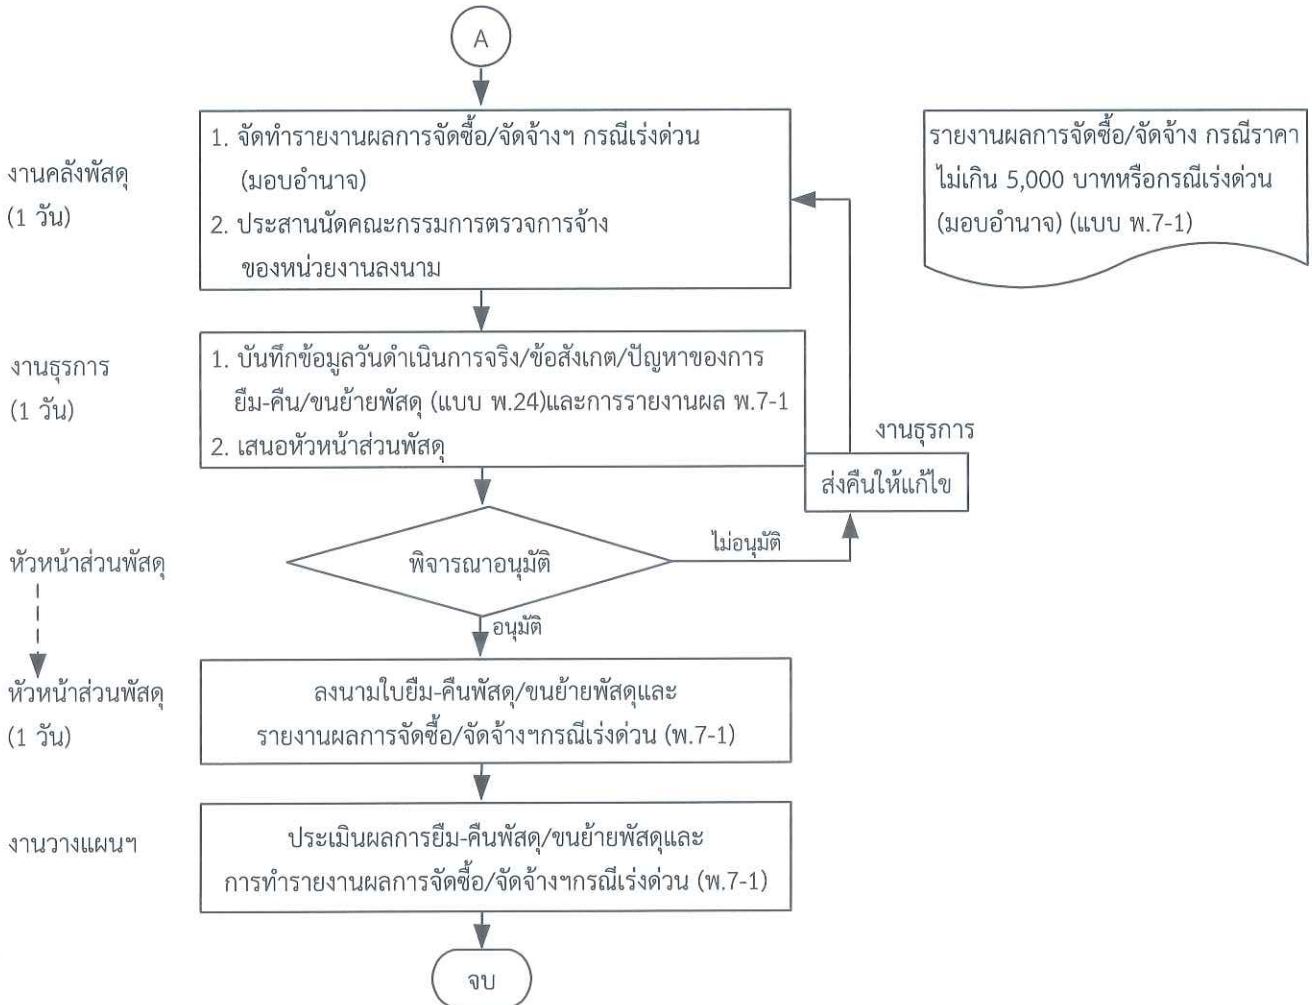 A
งานคลังพัสดุ
(1 วัน)
1. จัดทำรายงานผลการจัดซื้อ/จัดจ้างฯ กรณีเร่งด่วน
(มอบอำนาจ)
2. ประสานนัดคณะกรรมการตรวจการจ้าง
ของหน่วยงานลงนาม
รายงานผลการจัดซื้อ/จัดจ้าง กรณีราคา
ไม่เกิน 5,000 บาทหรือกรณีเร่งด่วน
(มอบอำนาจ) (แบบ พ.7-1)
งานธุรการ
(1 วัน)
1. บันทึกข้อมูลวันดำเนินการจริง/ข้อสังเกต/ปัญหาของการ
ยืม-คืน/ขนย้ายพัสดุ (แบบ พ.24)และการรายงานผล พ.7-1
2. เสนอหัวหน้าส่วนพัสดุ
งานธุรการ
ส่งคืนให้แก้ไข
หัวหน้าส่วนพัสดุ
พิจารณาอนุมัติ
ไม่อนุมัติ
อนุมัติ
หัวหน้าส่วนพัสดุ
(1 วัน)
ลงนามใบยืม-คืนพัสดุ/ขนย้ายพัสดุและ
รายงานผลการจัดซื้อ/จัดจ้างฯกรณีเร่งด่วน (พ.7-1)
งานวางแผนฯ
ประเมินผลการยืม-คืนพัสดุ/ขนย้ายพัสดุและ
การทำรายงานผลการจัดซื้อ/จัดจ้างฯกรณีเร่งด่วน (พ.7-1)
จบ